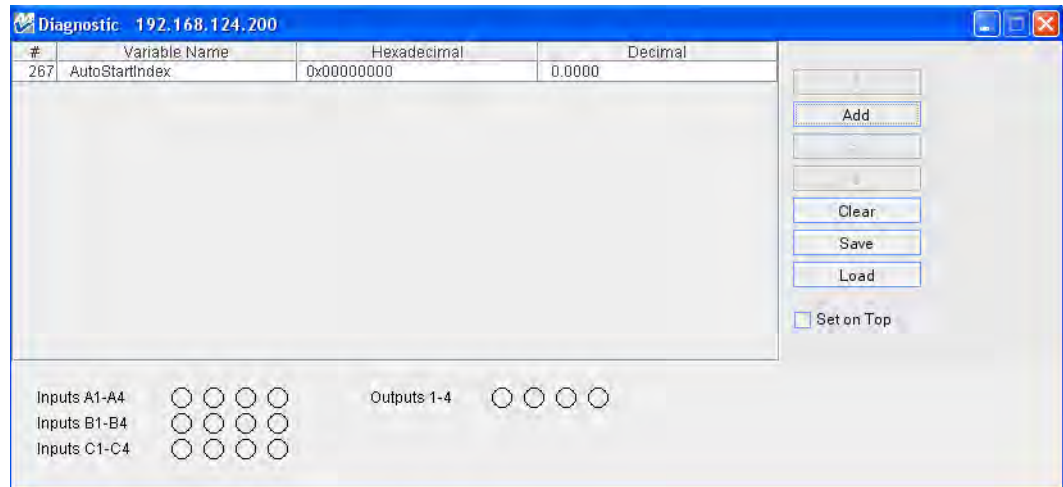 Diagnostic 192.168.124.200
# Variable Name Hexadecimal Decimal
267 AutoStartIndex 0x00000000 0.0000
Add
Clear
Save
Load
Set on Top
Inputs A1-A4 Outputs 1-4
Inputs B1-B4
Inputs C1-C4